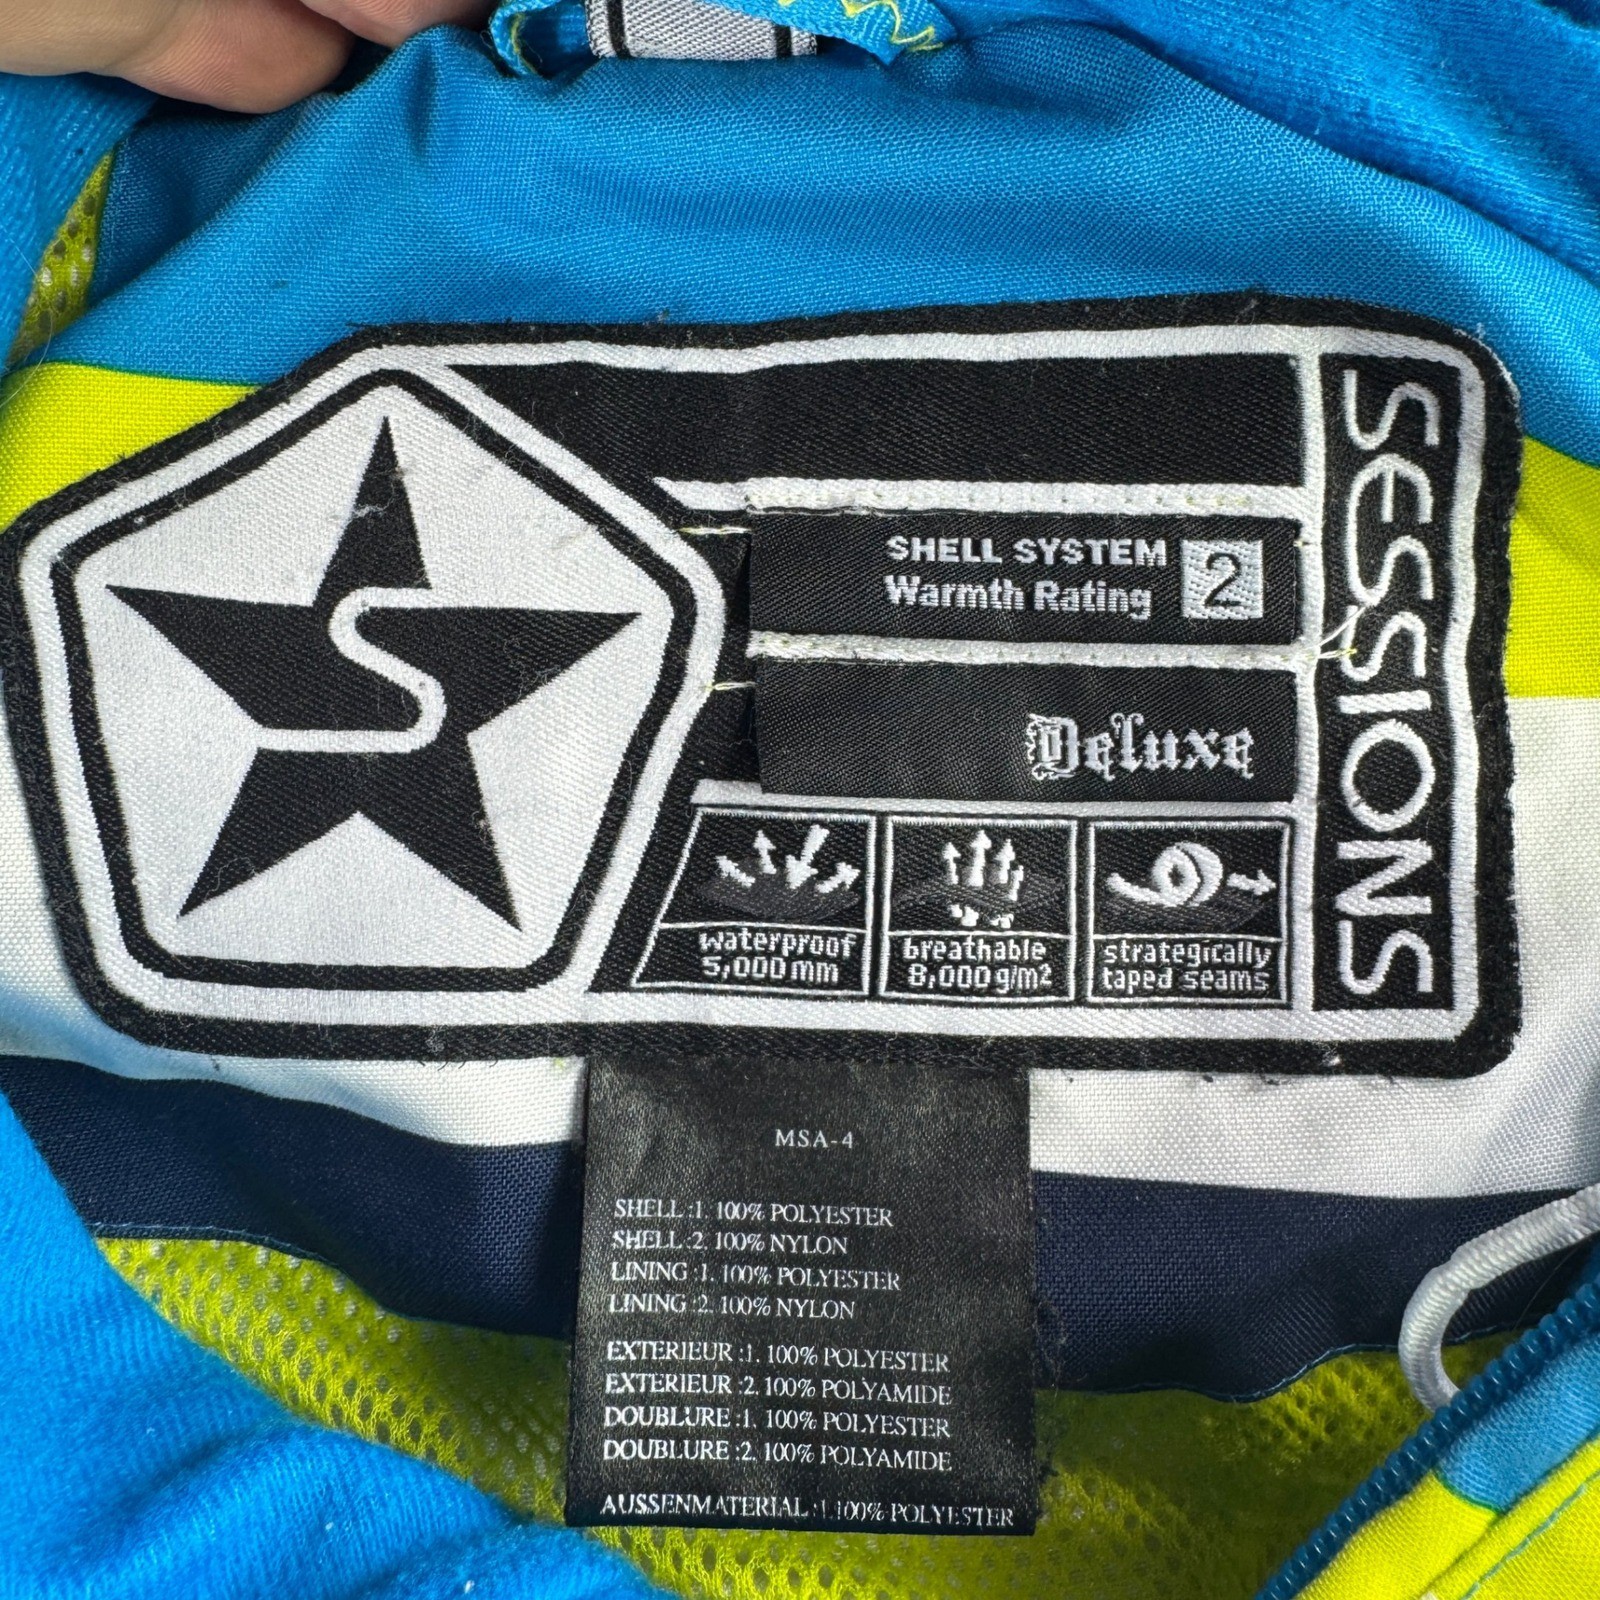 S
SHELL SYSTEM
Warmth Rating 2
Deluxe
waterproof
5,000 mm
breathable
8,000 g/m2
strategically
taped seams
SESSIONS
MSA-4
SHELL :1. 100% POLYESTER
SHELL :2. 100% NYLON
LINING :1. 100% POLYESTER
LINING :2. 100% NYLON
EXTERIEUR :1. 100% POLYESTER
EXTERIEUR :2. 100% POLYAMIDE
DOUBLURE :1. 100% POLYESTER
DOUBLURE :2. 100% POLYAMIDE
AUSSENMATERIAL :1.100% POLYESTER